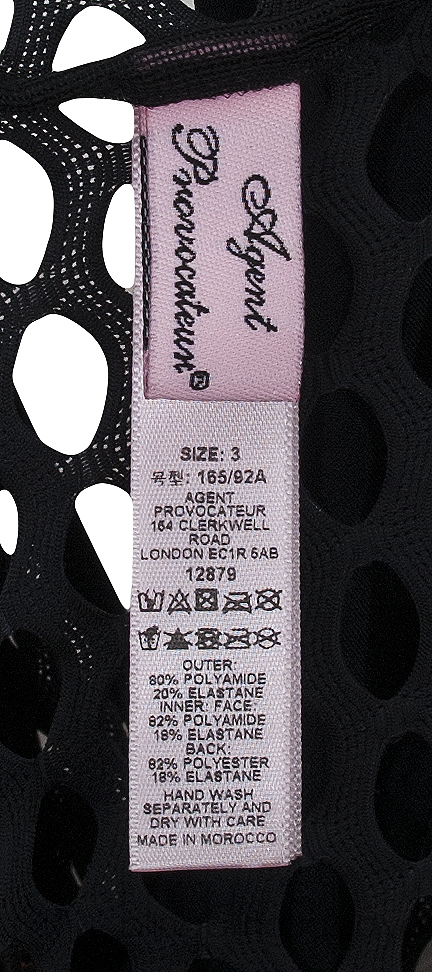 Agent
Provocateur®
SIZE: 3
号型: 165/92A
AGENT
PROVOCATEUR
154 CLERKWELL
ROAD
LONDON EC1R 5AB
12879
OUTER:
80% POLYAMIDE
20% ELASTANE
INNER: FACE:
82% POLYAMIDE
18% ELASTANE
BACK:
82% POLYESTER
18% ELASTANE
HAND WASH
SEPARATELY AND
DRY WITH CARE
MADE IN MOROCCO